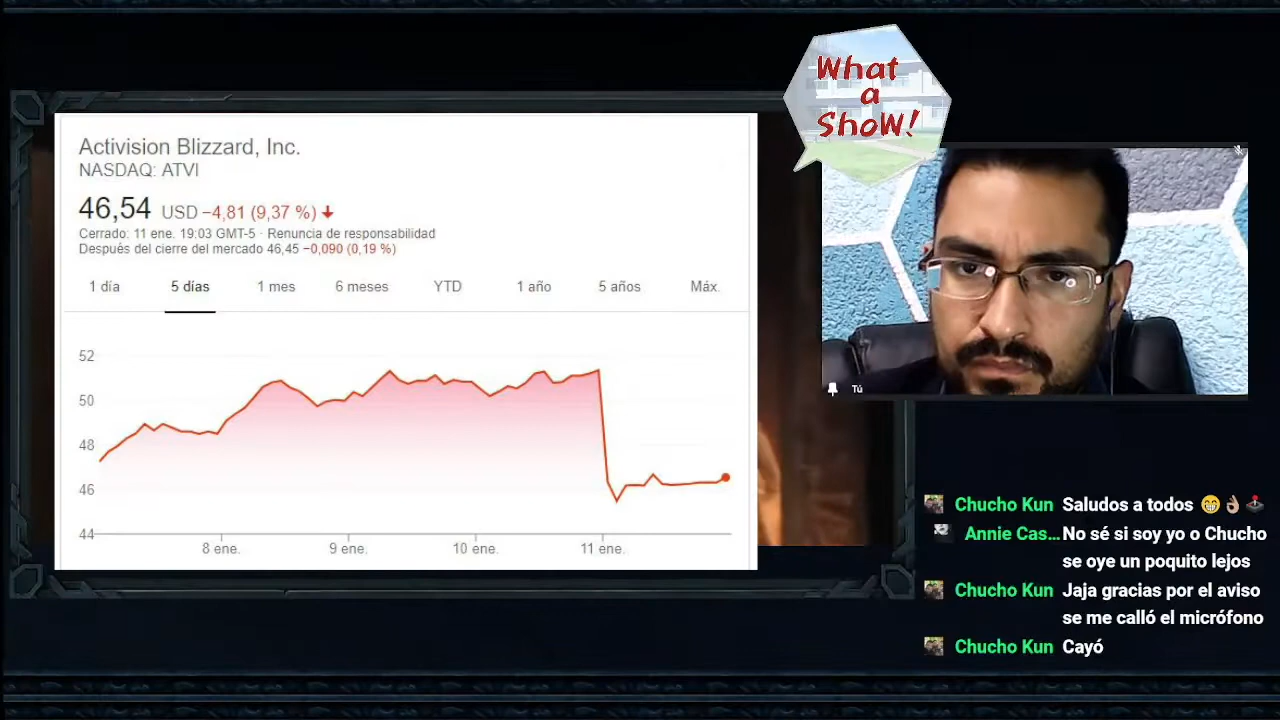 What
a
ShoW!
Activision Blizzard, Inc.
NASDAQ: ATVI
46,54 USD −4,81 (9,37 %)
Cerrado: 11 ene. 19:03 GMT-5 · Renuncia de responsabilidad
Después del cierre del mercado 46,45 −0,090 (0,19 %)
1 día 5 días 1 mes 6 meses YTD 1 año 5 años Máx.
52
50
48
46
44
8 ene. 9 ene. 10 ene. 11 ene.
Tú
Chucho Kun Saludos a todos 😁👌🏽🕹️
Annie Cas... No sé si soy yo o Chucho
se oye un poquito lejos
Chucho Kun Jaja gracias por el aviso
se me calló el micrófono
Chucho Kun Cayó